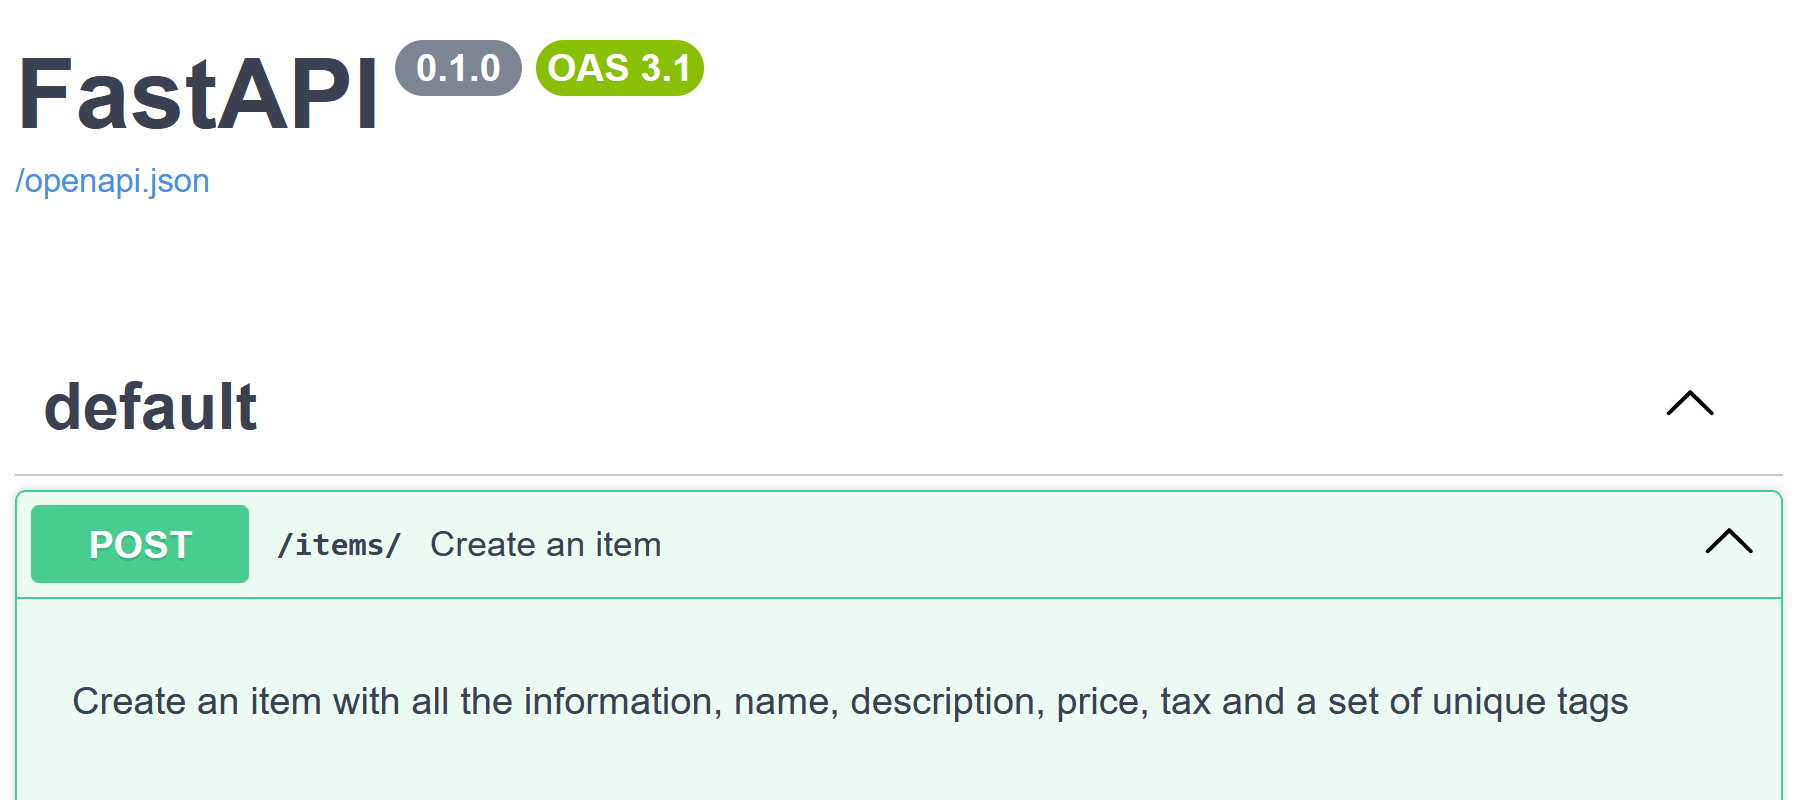 FastAPI 0.1.0 OAS 3.1
/openapi.json
default
POST /items/ Create an item
Create an item with all the information, name, description, price, tax and a set of unique tags